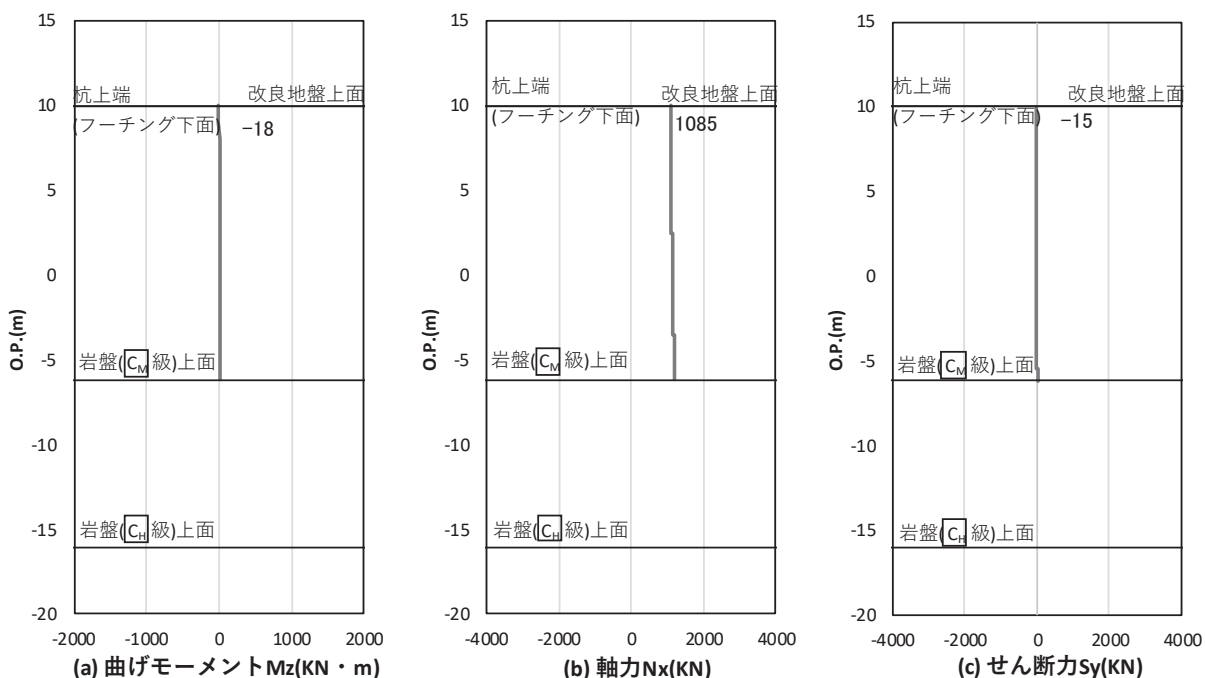 15
10
5
0
-5
-10
-15
-20
O.P.(m)
杭上端
改良地盤上面
(フーチング下面)
-18
岩盤(CM級)上面
岩盤(CH級)上面
-2000 -1000 0 1000 2000
(a) 曲げモーメントMz(KN・m)
15
10
5
0
-5
-10
-15
-20
O.P.(m)
杭上端
改良地盤上面
(フーチング下面)
1085
岩盤(CM級)上面
岩盤(CH級)上面
-4000 -2000 0 2000 4000
(b) 軸力Nx(KN)
15
10
5
0
-5
-10
-15
-20
O.P.(m)
杭上端
改良地盤上面
(フーチング下面)
-15
岩盤(CM級)上面
岩盤(CH級)上面
-4000 -2000 0 2000 4000
(c) せん断力Sy(KN)